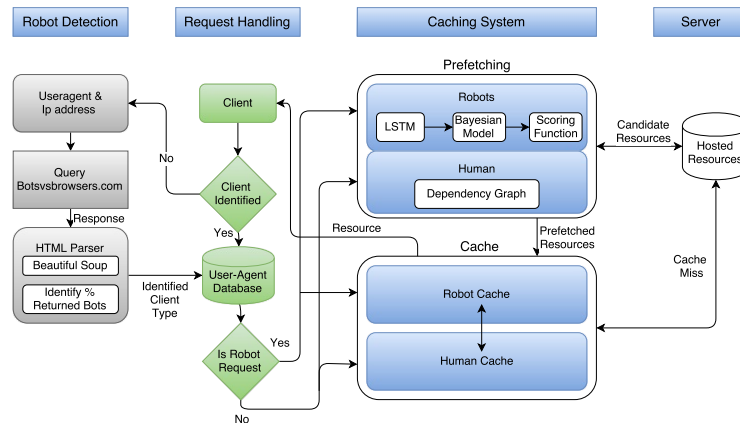 Robot Detection
Request Handling
Caching System
Server
Useragent &
Ip address
No
Query
Botsvsbrowsers.com
Response
HTML Parser
Beautiful Soup
Identify %
Returned Bots
Identified
Client
Type
Client
Client
Identified
Yes
User-Agent
Database
Is Robot
Request
Yes
No
Resource
Prefetching
Robots
LSTM
Bayesian
Model
Scoring
Function
Human
Dependency Graph
Prefetched
Resources
Cache
Robot Cache
Human Cache
Candidate
Resources
Hosted
Resources
Cache
Miss